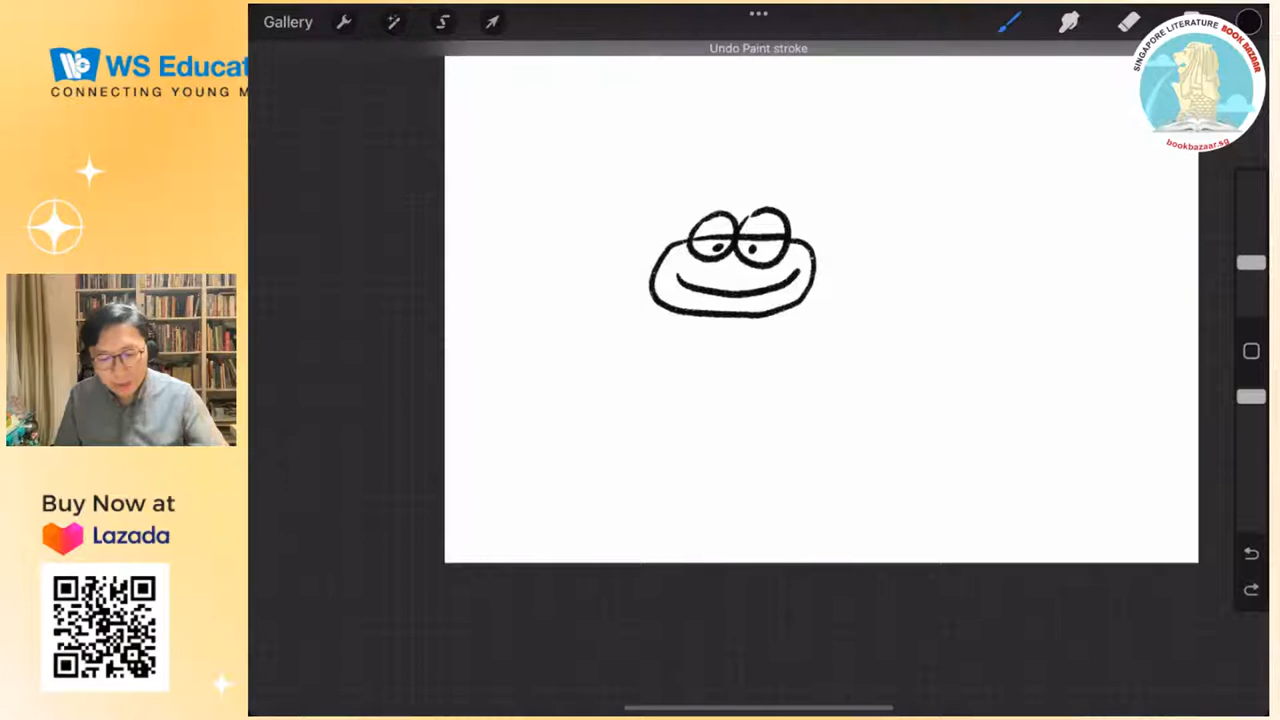 WS Educat
CONNECTING YOUNG M
Gallery
Undo Paint stroke
SINGAPORE LITERATURE BOOK BAZAAR
bookbazaar.sg
Buy Now at
Lazada